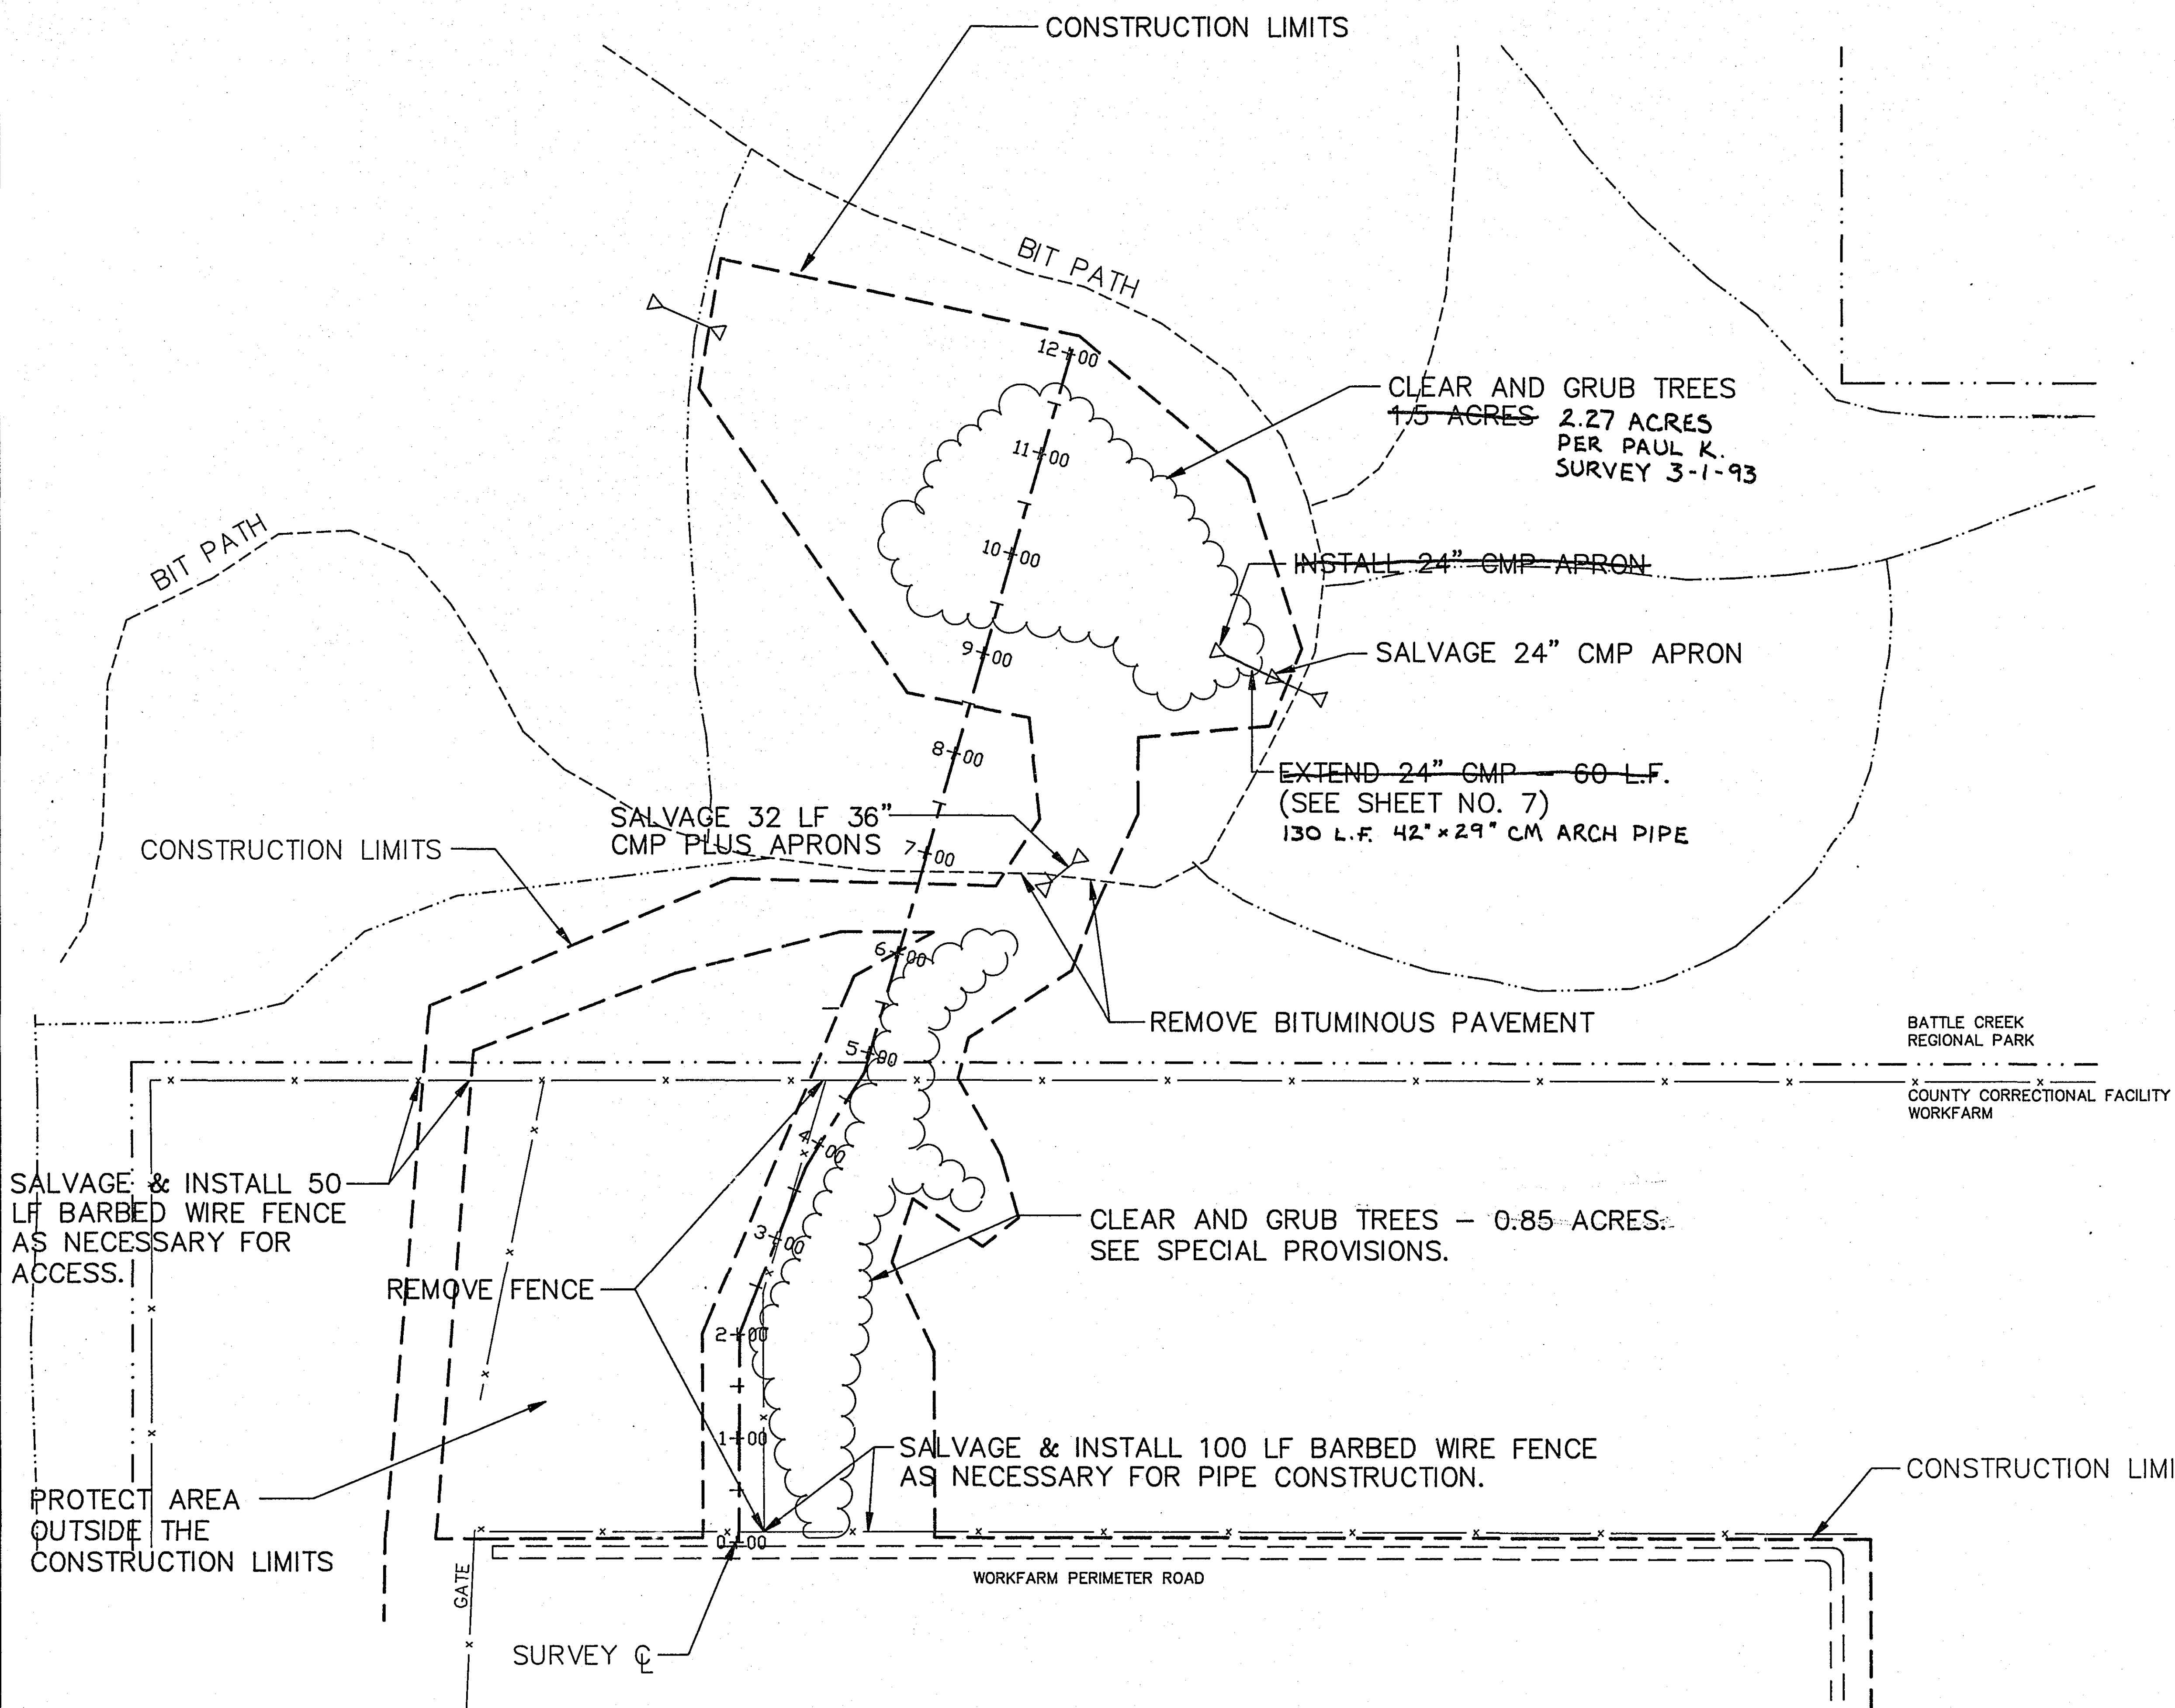 CONSTRUCTION LIMITS
BIT PATH
12+00
CLEAR AND GRUB TREES
1.5 ACRES 2.27 ACRES
PER PAUL K.
SURVEY 3-1-93
11+00
BIT PATH
10+00
INSTALL 24" CMP APRON
9+00
SALVAGE 24" CMP APRON
8+00
EXTEND 24" CMP - 60 L.F.
(SEE SHEET NO. 7)
130 L.F. 42" x 29" CM ARCH PIPE
SALVAGE 32 LF 36"
CMP PLUS APRONS
7+00
CONSTRUCTION LIMITS
6+00
REMOVE BITUMINOUS PAVEMENT
BATTLE CREEK
REGIONAL PARK
5+00
COUNTY CORRECTIONAL FACILITY
WORKFARM
4+00
SALVAGE & INSTALL 50
LF BARBED WIRE FENCE
AS NECESSARY FOR
ACCESS.
CLEAR AND GRUB TREES - 0.85 ACRES.
SEE SPECIAL PROVISIONS.
3+00
REMOVE FENCE
2+00
1+00
SALVAGE & INSTALL 100 LF BARBED WIRE FENCE
AS NECESSARY FOR PIPE CONSTRUCTION.
CONSTRUCTION LIMI
PROTECT AREA
OUTSIDE THE
CONSTRUCTION LIMITS
0+00
GATE
WORKFARM PERIMETER ROAD
SURVEY ℄